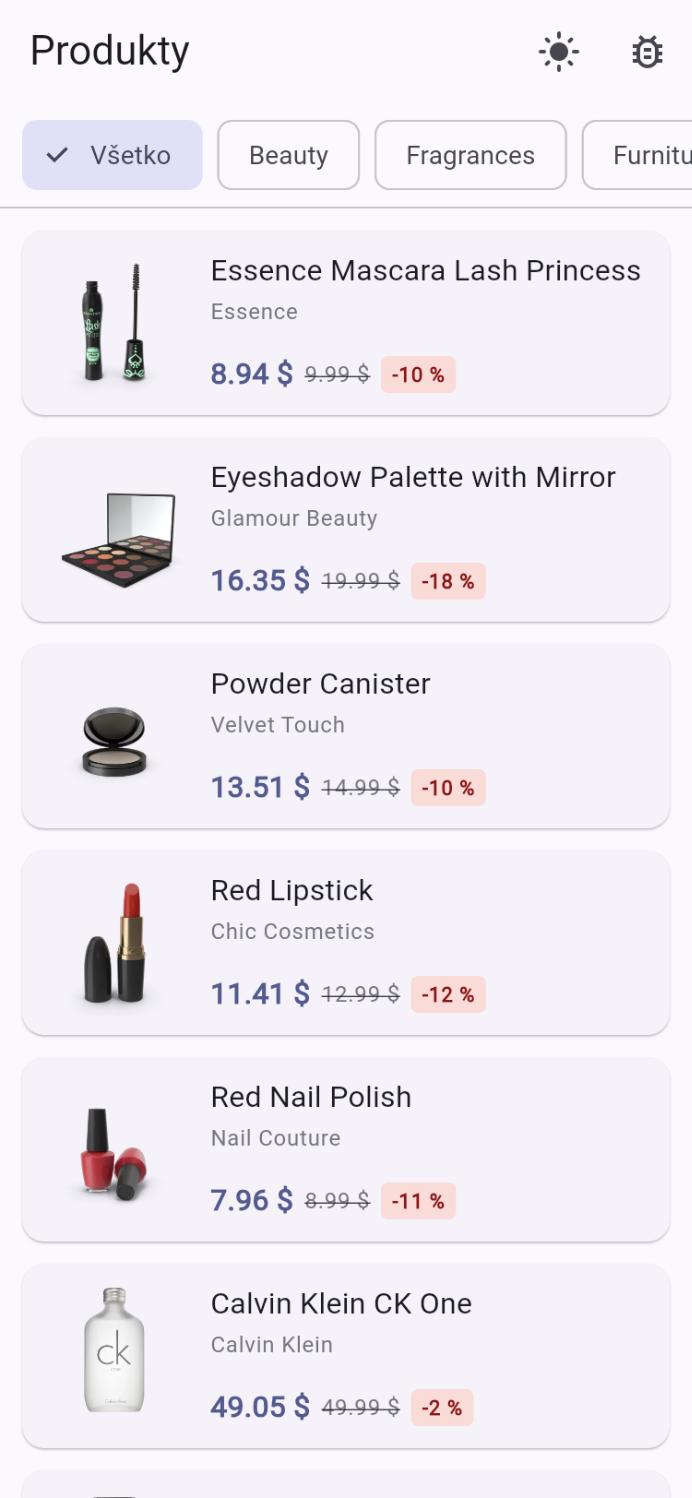 Produkty
Všetko
Beauty
Fragrances
Furnitu
Essence Mascara Lash Princess
Essence
8.94 $ 9.99 $ -10 %
Eyeshadow Palette with Mirror
Glamour Beauty
16.35 $ 19.99 $ -18 %
Powder Canister
Velvet Touch
13.51 $ 14.99 $ -10 %
Red Lipstick
Chic Cosmetics
11.41 $ 12.99 $ -12 %
Red Nail Polish
Nail Couture
7.96 $ 8.99 $ -11 %
ck
Calvin Klein CK One
Calvin Klein
49.05 $ 49.99 $ -2 %